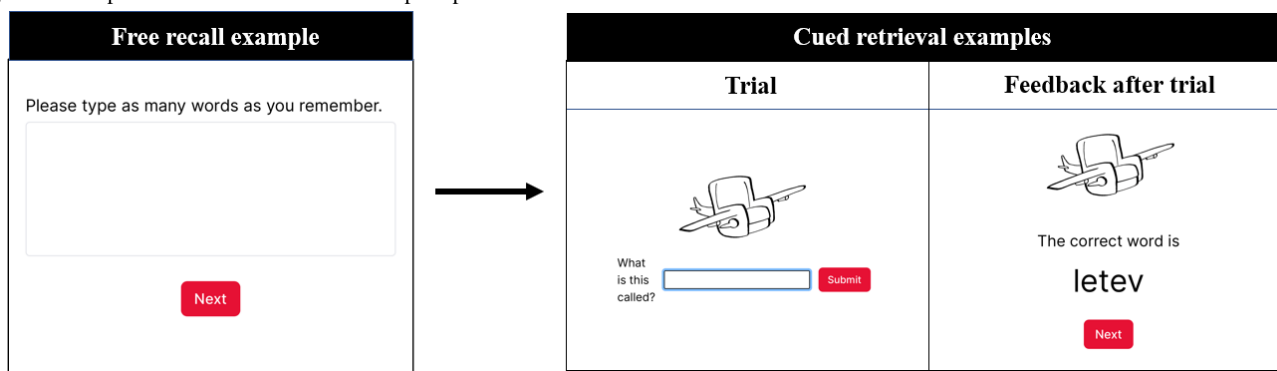 Free recall example
Please type as many words as you remember.
Next
Cued retrieval examples
Trial
Feedback after trial
What
is this
called?
Submit
The correct word is
letev
Next